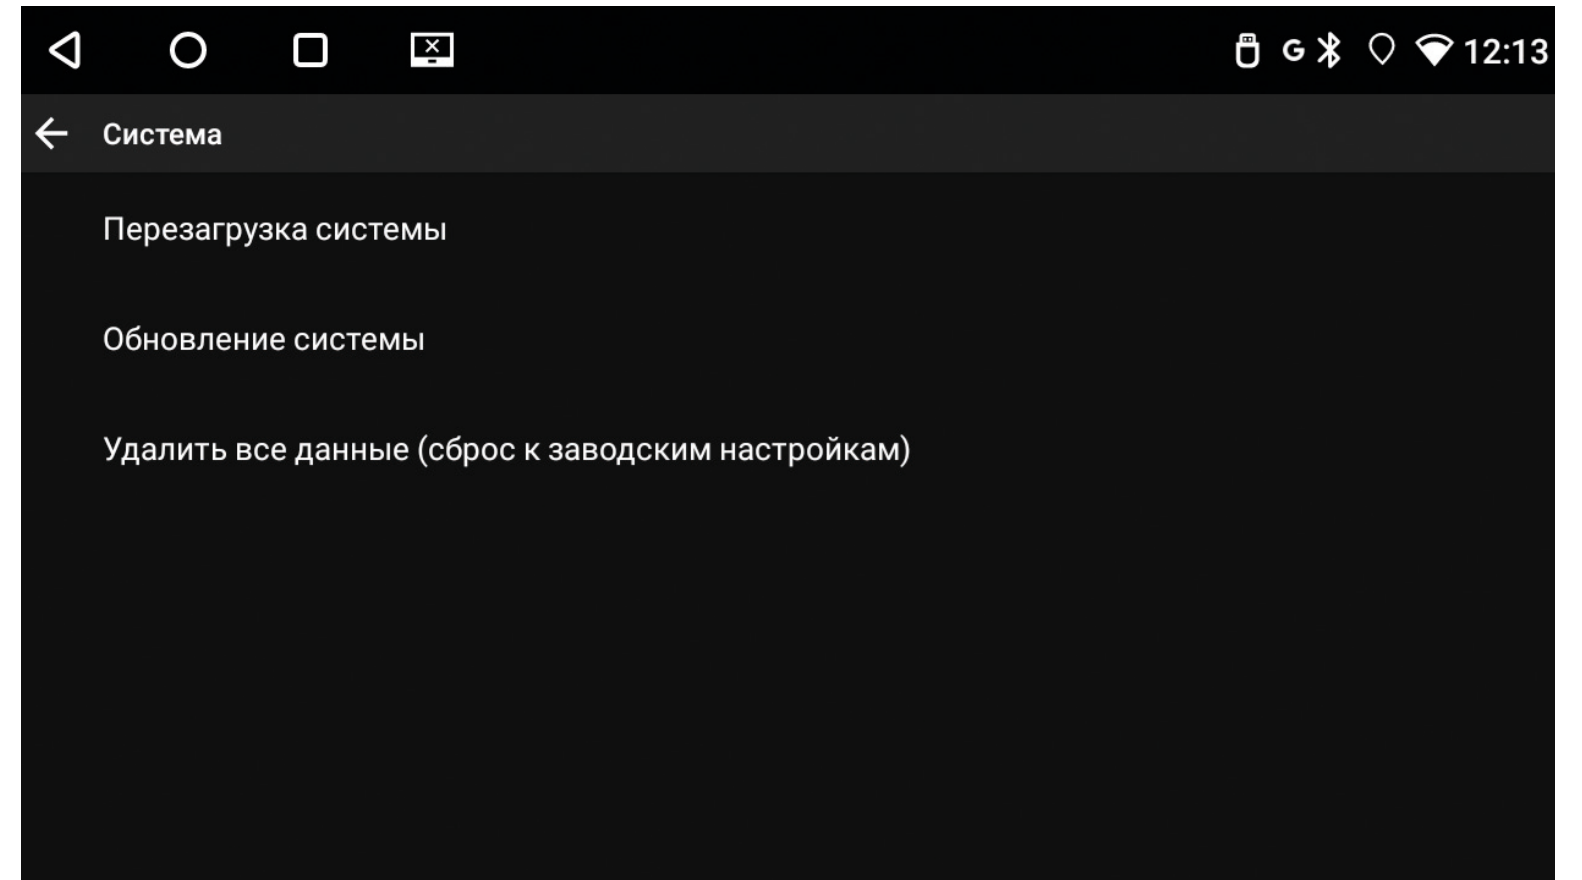 G 12:13
Система
Перезагрузка системы
Обновление системы
Удалить все данные (сброс к заводским настройкам)